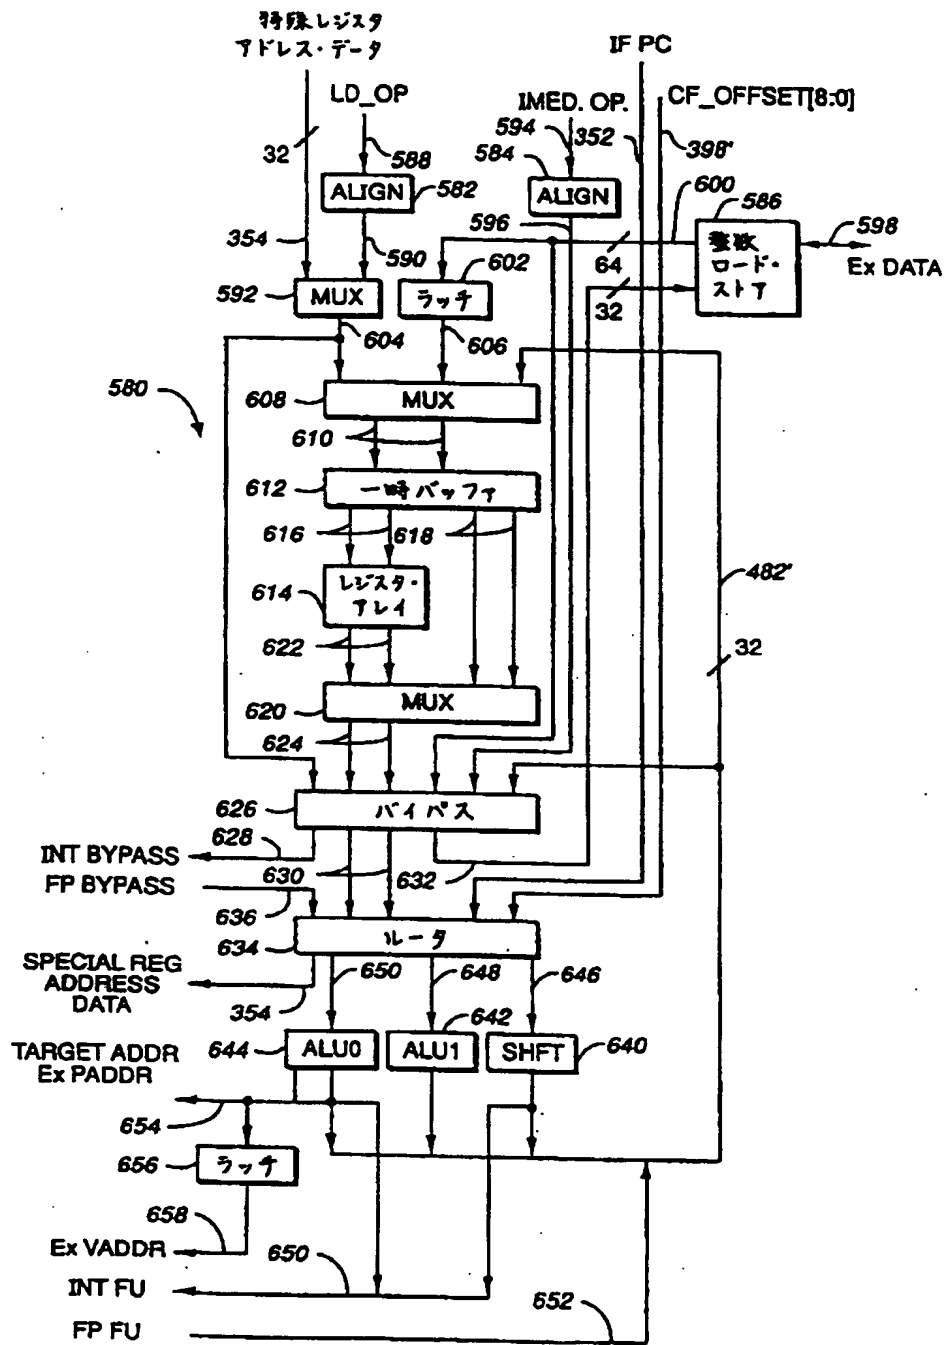 特殊レジスタ
アドレス・データ
IF PC
LD_OP
IMED. OP.
CF_OFFSET[8:0]
594
352
32
588
584
398'
ALIGN
582
ALIGN
600
586
354
590
596
602
64
整数
ロード・
ストア
598
Ex DATA
592
MUX
ラッチ
32
604
606
580
608
MUX
610
612
一時バッファ
616
618
614
レジスタ・
アレイ
482'
622
32
620
MUX
624
626
バイパス
628
INT BYPASS
630
632
FP BYPASS
636
634
ルータ
SPECIAL REG
ADDRESS
DATA
354
650
648
646
642
TARGET ADDR
Ex PADDR
644
ALU0
ALU1
SHFT
640
654
656
ラッチ
658
Ex VADDR
650
INT FU
652
FP FU